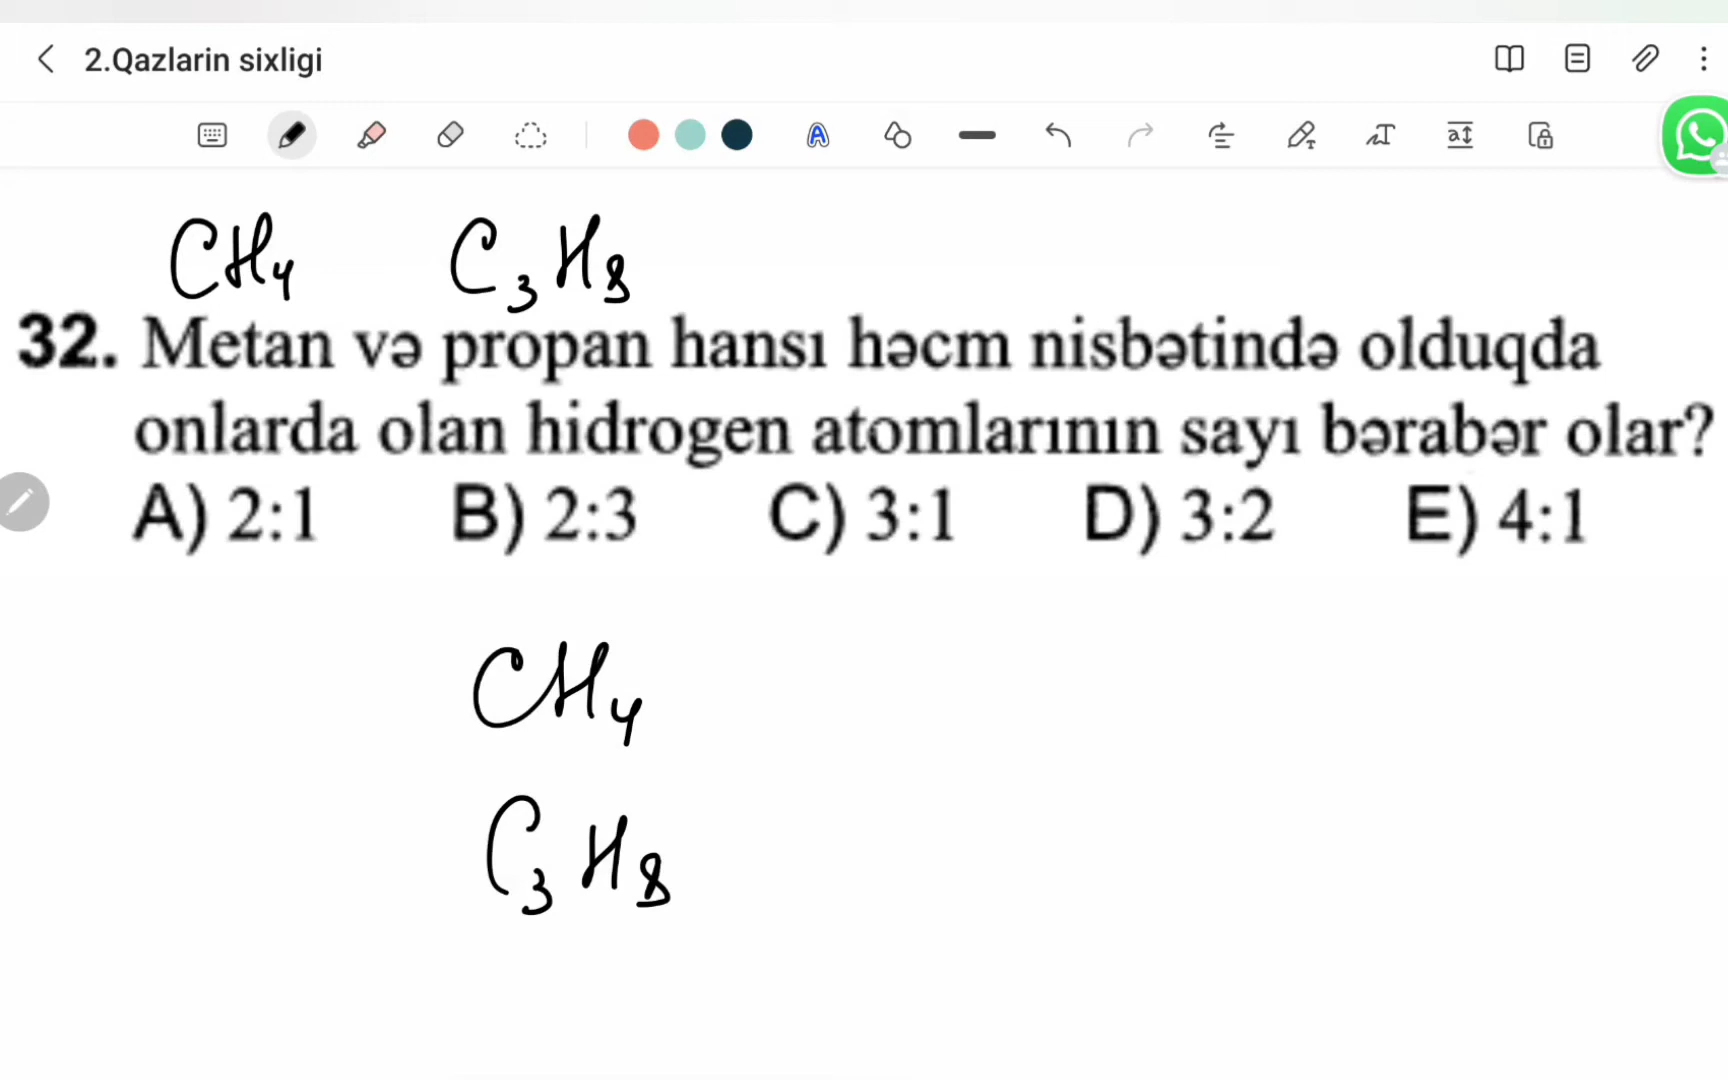 2.Qazlarin sixligi
CH₄ C₃H₈
32. Metan və propan hansı həcm nisbətində olduqda
onlarda olan hidrogen atomlarının sayı bərabər olar?
A) 2:1 B) 2:3 C) 3:1 D) 3:2 E) 4:1
CH₄
C₃H₈